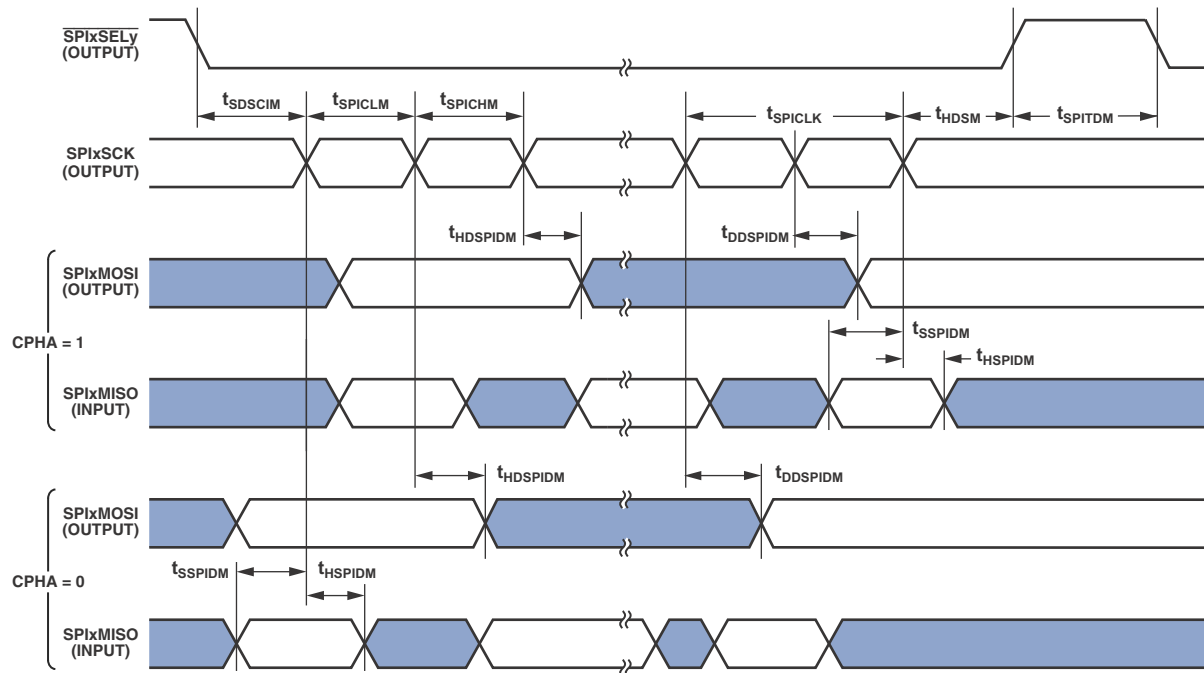 SPIxSELy
(OUTPUT)
tSDSCIM
tSPICLM
tSPICHM
tSPICLK
tHDSM
tSPITDM
SPIxSCK
(OUTPUT)
tHDSPIDM
tDDSPIDM
SPIxMOSI
(OUTPUT)
tSSPIDM
CPHA = 1
tHSPIDM
SPIxMISO
(INPUT)
tHDSPIDM
tDDSPIDM
SPIxMOSI
(OUTPUT)
tSSPIDM
tHSPIDM
CPHA = 0
SPIxMISO
(INPUT)